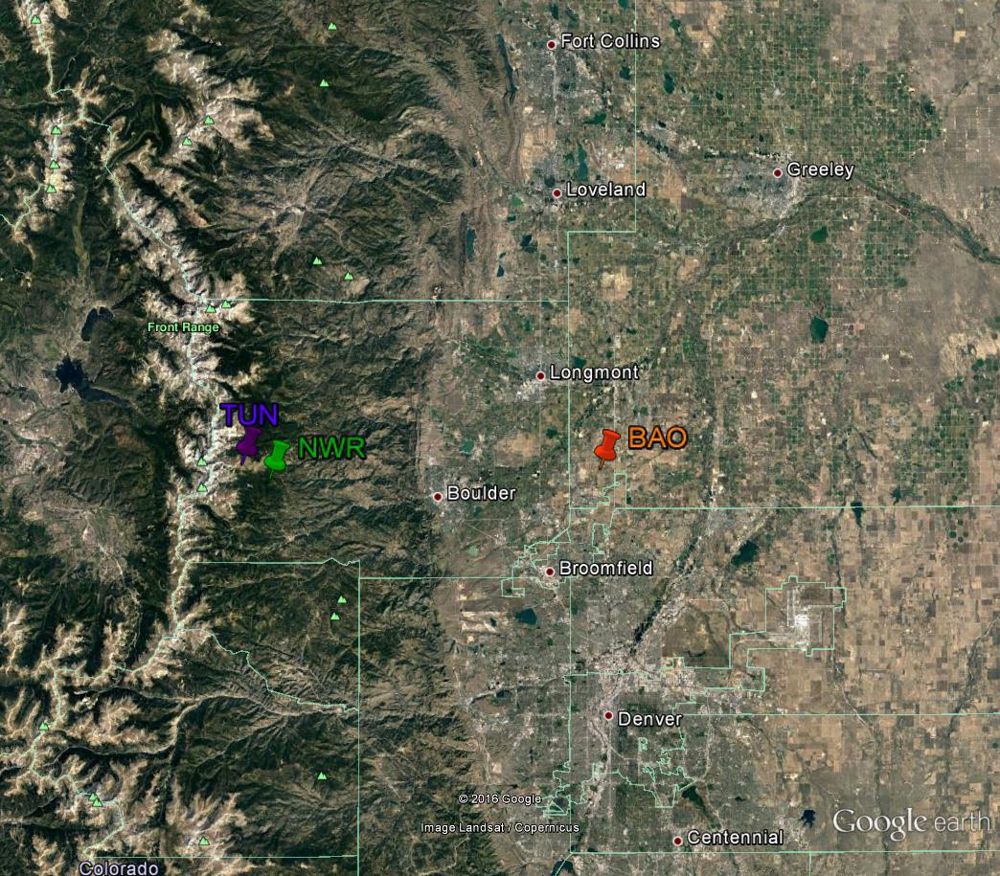 Fort Collins
Greeley
Loveland
Front Range
Longmont
TUN
NWR
BAO
Boulder
Broomfield
Denver
© 2016 Google
Image Landsat / Copernicus
Google earth
Centennial
Colorado